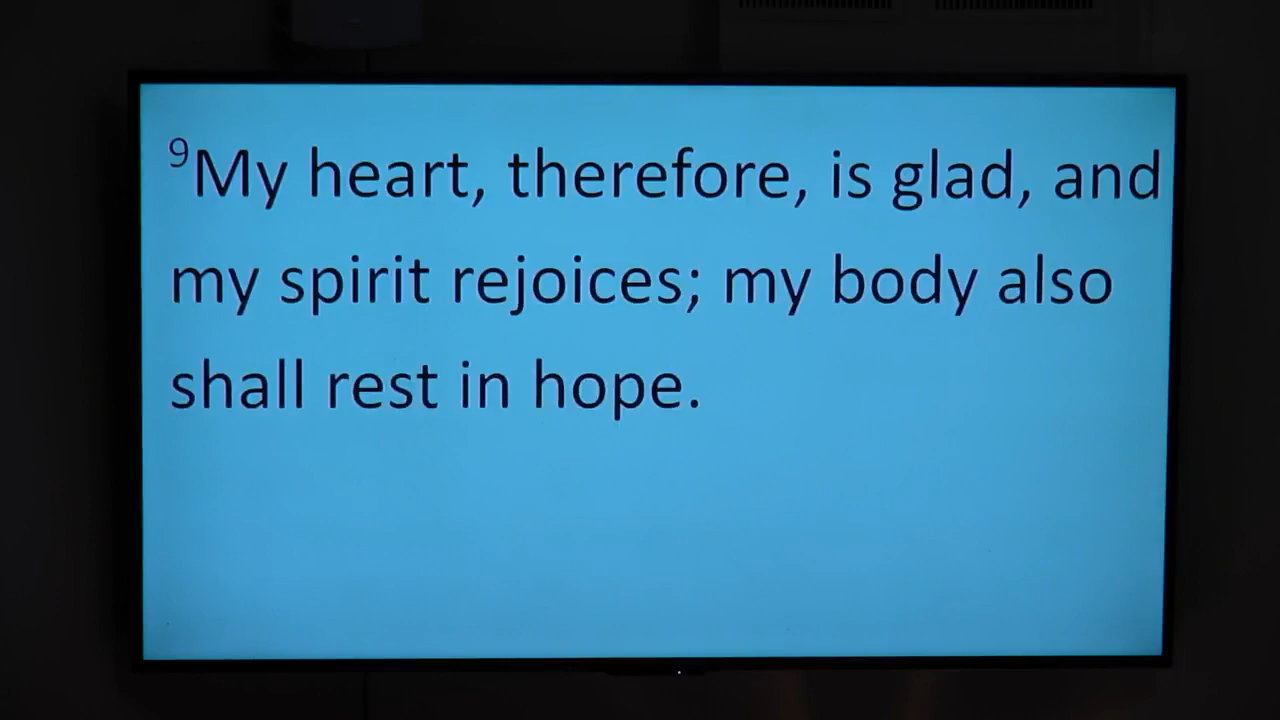 9My heart, therefore, is glad, and
my spirit rejoices; my body also
shall rest in hope.